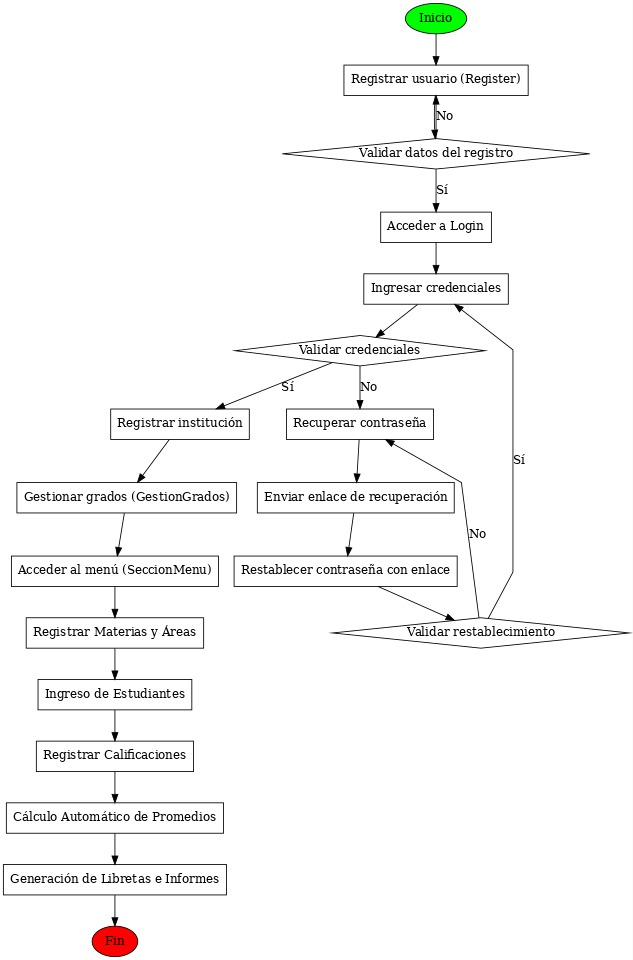 Inicio
Registrar usuario (Register)
No
Validar datos del registro
Sí
Acceder a Login
Ingresar credenciales
Validar credenciales
Sí
No
Registrar institución
Recuperar contraseña
Sí
Gestionar grados (GestionGrados)
Enviar enlace de recuperación
No
Acceder al menú (SeccionMenu)
Restablecer contraseña con enlace
Registrar Materias y Áreas
Validar restablecimiento
Ingreso de Estudiantes
Registrar Calificaciones
Cálculo Automático de Promedios
Generación de Libretas e Informes
Fin